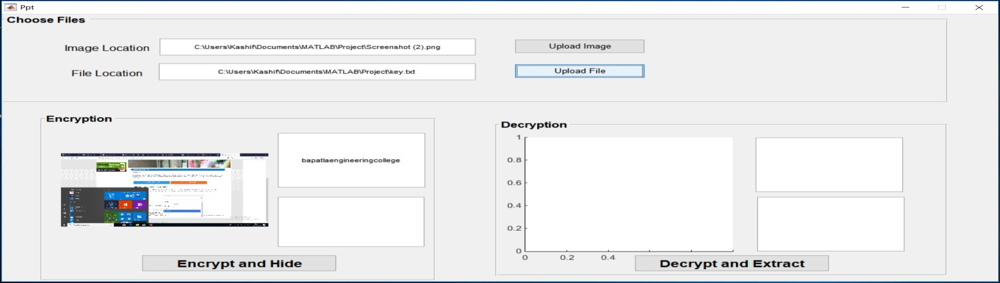 Ppt
Choose Files
Image Location
C:\Users\Kashif\Documents\MATLAB\Project\Screenshot (2).png
Upload Image
File Location
C:\Users\Kashif\Documents\MATLAB\Project\key.txt
Upload File
Encryption
bapatlaengineeringcollege
Encrypt and Hide
Decryption
1
0.8
0.6
0.4
0.2
0
0 0.2 0.4
Decrypt and Extract